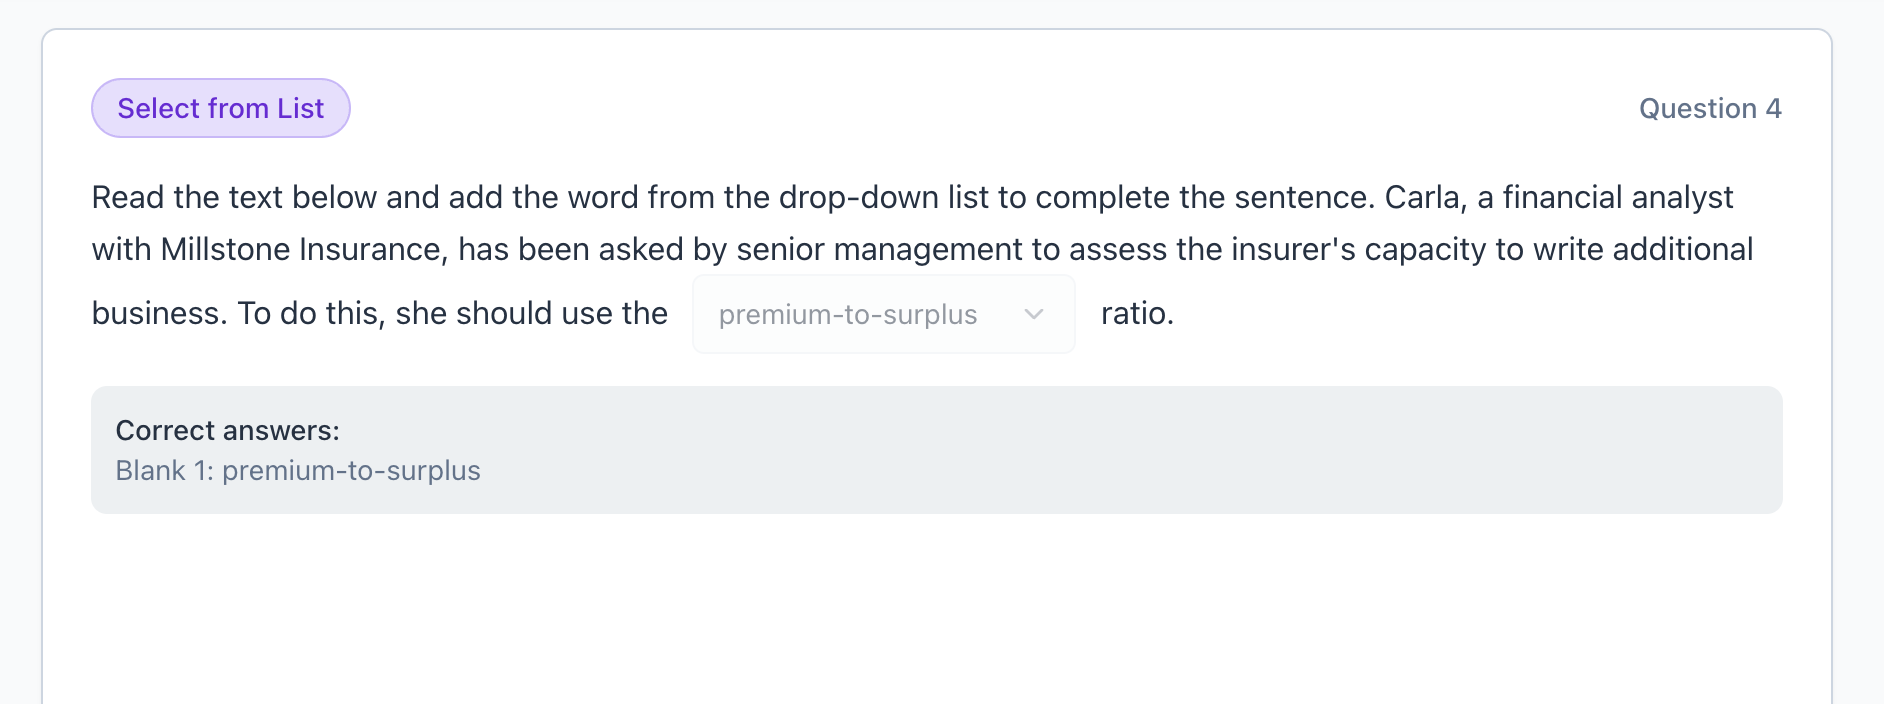 Select from List
Question 4
Read the text below and add the word from the drop-down list to complete the sentence. Carla, a financial analyst
with Millstone Insurance, has been asked by senior management to assess the insurer's capacity to write additional
business. To do this, she should use the premium-to-surplus ratio.
Correct answers:
Blank 1: premium-to-surplus